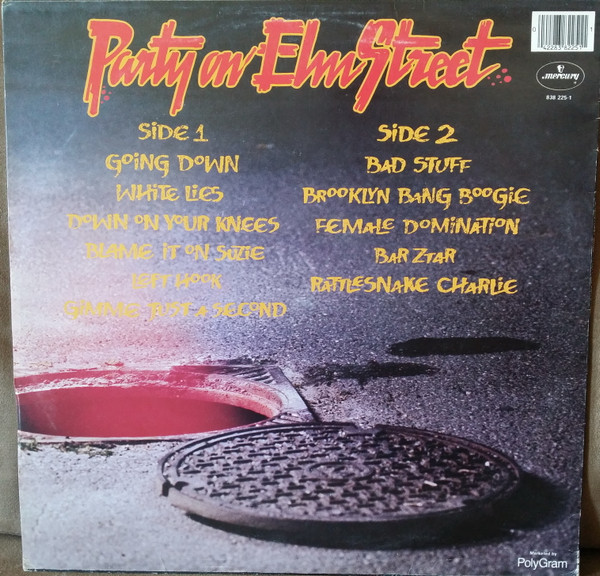 Party on Elm Street
mercury
838 225-1
SIDE 1
GOING DOWN
WHITE LIES
DOWN ON YOUR KNEES
BLAME IT ON SUZIE
LEFT HOOK
GIMMIE JUST A SECOND
SIDE 2
BAD STUFF
BROOKLYN BANG BOOGIE
FEMALE DOMINATION
BAR ZTAR
RATTLESNAKE CHARLIE
Marketed by
PolyGram